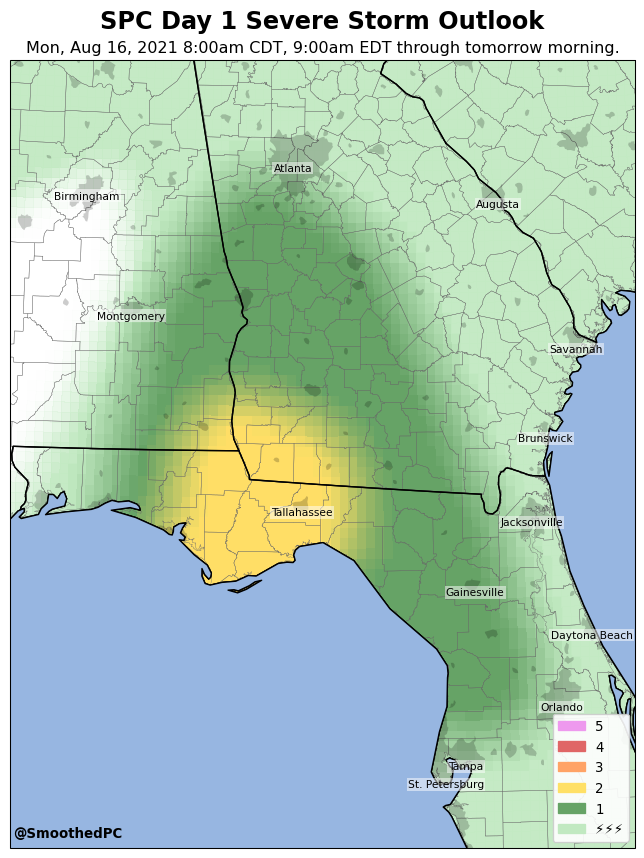 SPC Day 1 Severe Storm Outlook
Mon, Aug 16, 2021 8:00am CDT, 9:00am EDT through tomorrow morning.
Atlanta
Birmingham
Augusta
Montgomery
Savannah
Brunswick
Tallahassee
Jacksonville
Gainesville
Daytona Beach
Orlando
Tampa
St. Petersburg
5
4
3
2
1
⚡⚡⚡
@SmoothedPC